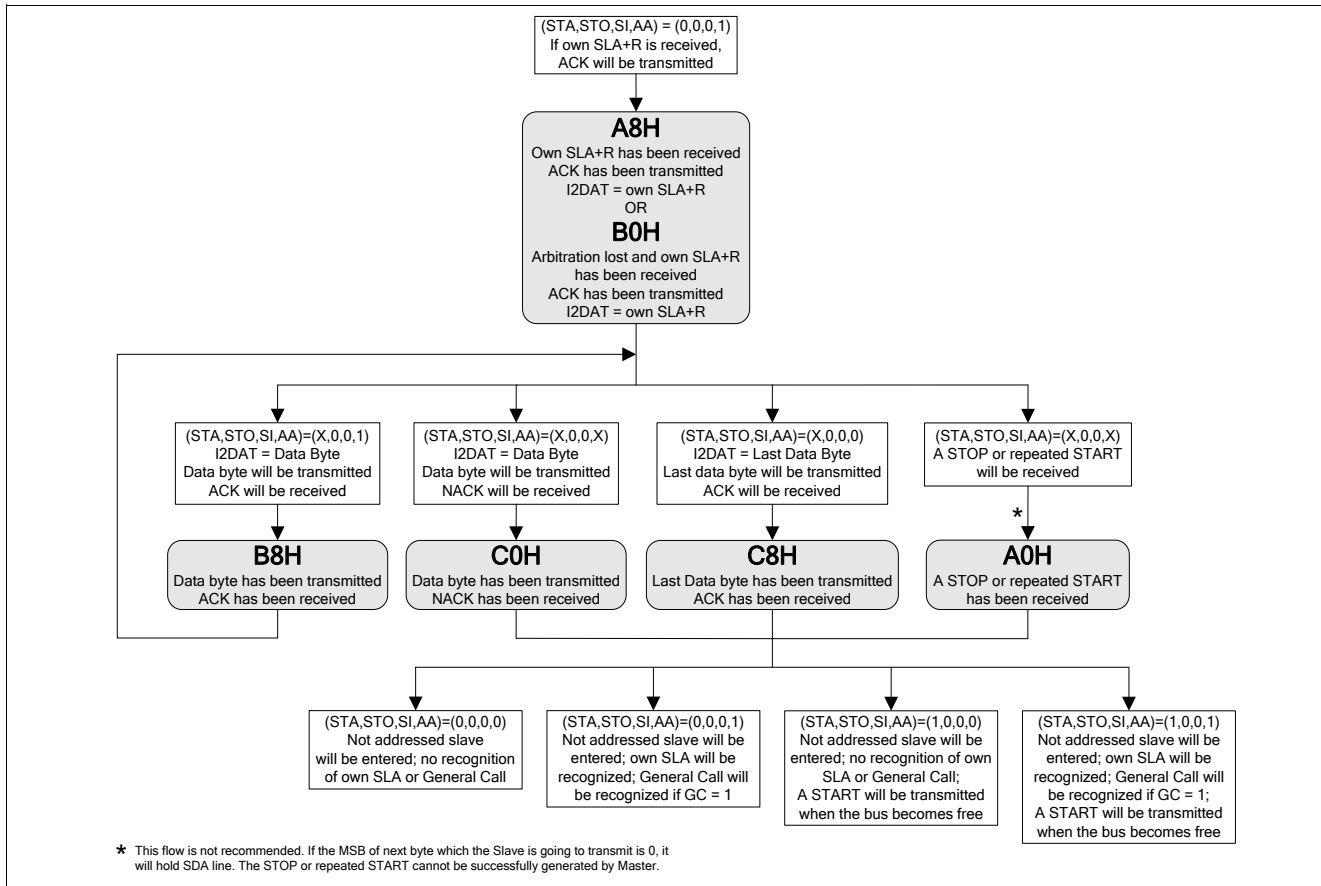 (STA,STO,SI,AA) = (0,0,0,1)
If own SLA+R is received,
ACK will be transmitted
A8H
Own SLA+R has been received
ACK has been transmitted
I2DAT = own SLA+R
OR
B0H
Arbitration lost and own SLA+R
has been received
ACK has been transmitted
I2DAT = own SLA+R
(STA,STO,SI,AA)=(X,0,0,1)
I2DAT = Data Byte
Data byte will be transmitted
ACK will be received
(STA,STO,SI,AA)=(X,0,0,X)
I2DAT = Data Byte
Data byte will be transmitted
NACK will be received
(STA,STO,SI,AA)=(X,0,0,0)
I2DAT = Last Data Byte
Last data byte will be transmitted
ACK will be received
(STA,STO,SI,AA)=(X,0,0,X)
A STOP or repeated START
will be received
*
B8H
Data byte has been transmitted
ACK has been received
C0H
Data byte has been transmitted
NACK has been received
C8H
Last Data byte has been transmitted
ACK has been received
A0H
A STOP or repeated START
has been received
(STA,STO,SI,AA)=(0,0,0,0)
Not addressed slave
will be entered; no recognition
of own SLA or General Call
(STA,STO,SI,AA)=(0,0,0,1)
Not addressed slave will be
entered; own SLA will be
recognized; General Call will
be recognized if GC = 1
(STA,STO,SI,AA)=(1,0,0,0)
Not addressed slave will be
entered; no recognition of own
SLA or General Call;
A START will be transmitted
when the bus becomes free
(STA,STO,SI,AA)=(1,0,0,1)
Not addressed slave will be
entered; own SLA will be
recognized; General Call will
be recognized if GC = 1;
A START will be transmitted
when the bus becomes free
* This flow is not recommended. If the MSB of next byte which the Slave is going to transmit is 0, it
will hold SDA line. The STOP or repeated START cannot be successfully generated by Master.